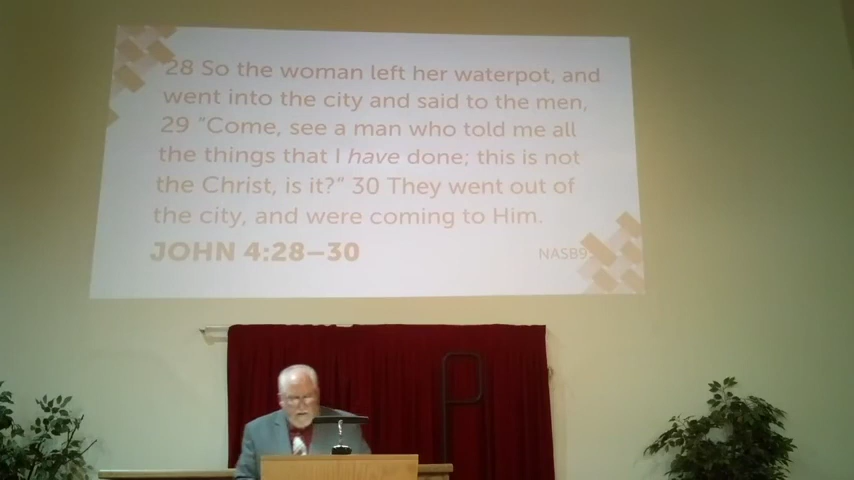 28 So the woman left her waterpot, and
went into the city and said to the men,
29 “Come, see a man who told me all
the things that I have done; this is not
the Christ, is it?” 30 They went out of
the city, and were coming to Him.
JOHN 4:28–30
NASB9